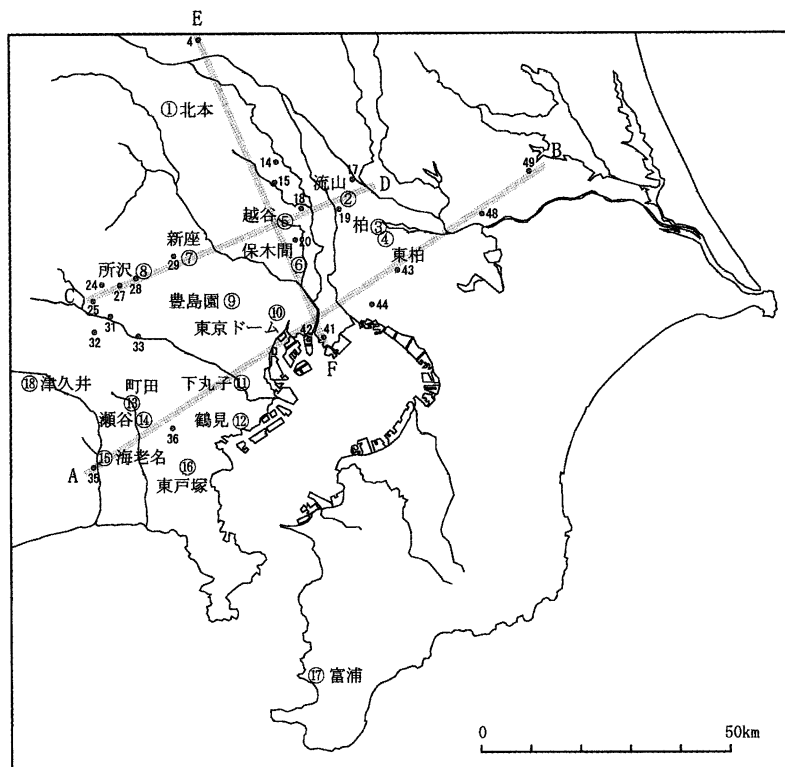 E
4
①北本
14
15
17
流山
D
②
18
19
越谷
⑤
柏③
④
20
保木間
⑥
49
B
48
新座
29
⑦
所沢⑧
24
27
28
C
25
31
32
33
豊島園⑨
⑩
東京ドーム
東柏
43
44
42
41
F
⑱津久井
町田
⑬
下丸子⑪
瀬谷⑭
36
鶴見⑫
⑮海老名
A
35
⑯
東戸塚
⑰富浦
0
50km